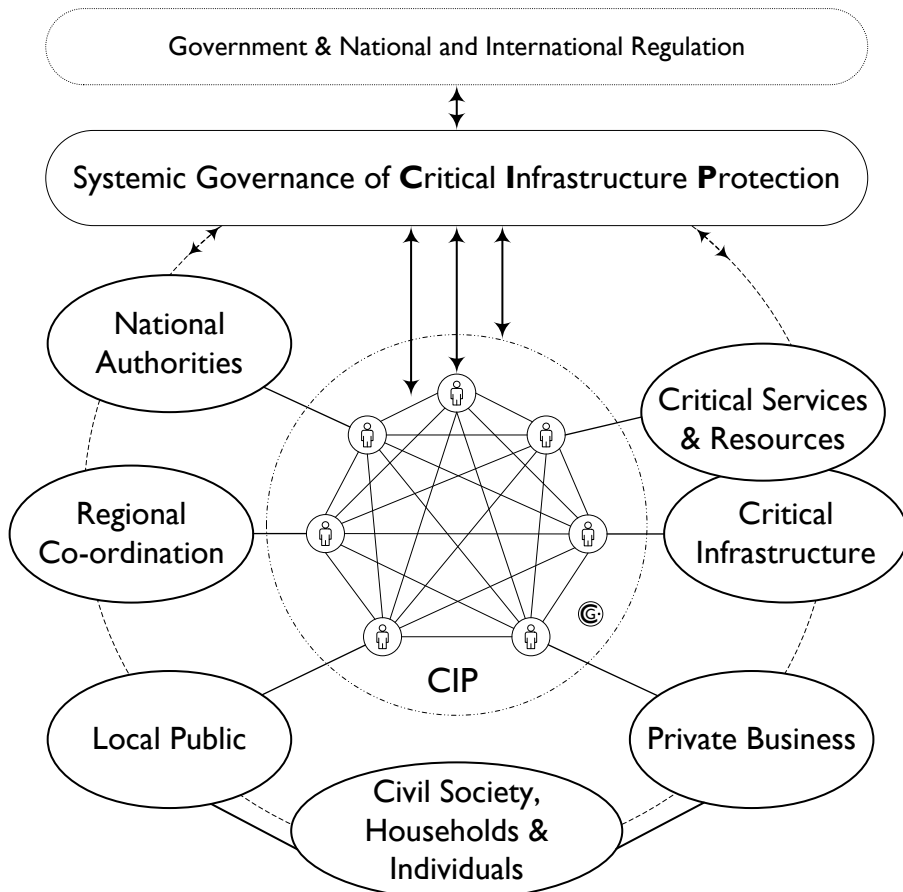 Government & National and International Regulation
Systemic Governance of Critical Infrastructure Protection
National
Authorities
Critical Services
& Resources
Regional
Co-ordination
Critical
Infrastructure
G
CIP
Local Public
Private Business
Civil Society,
Households &
Individuals